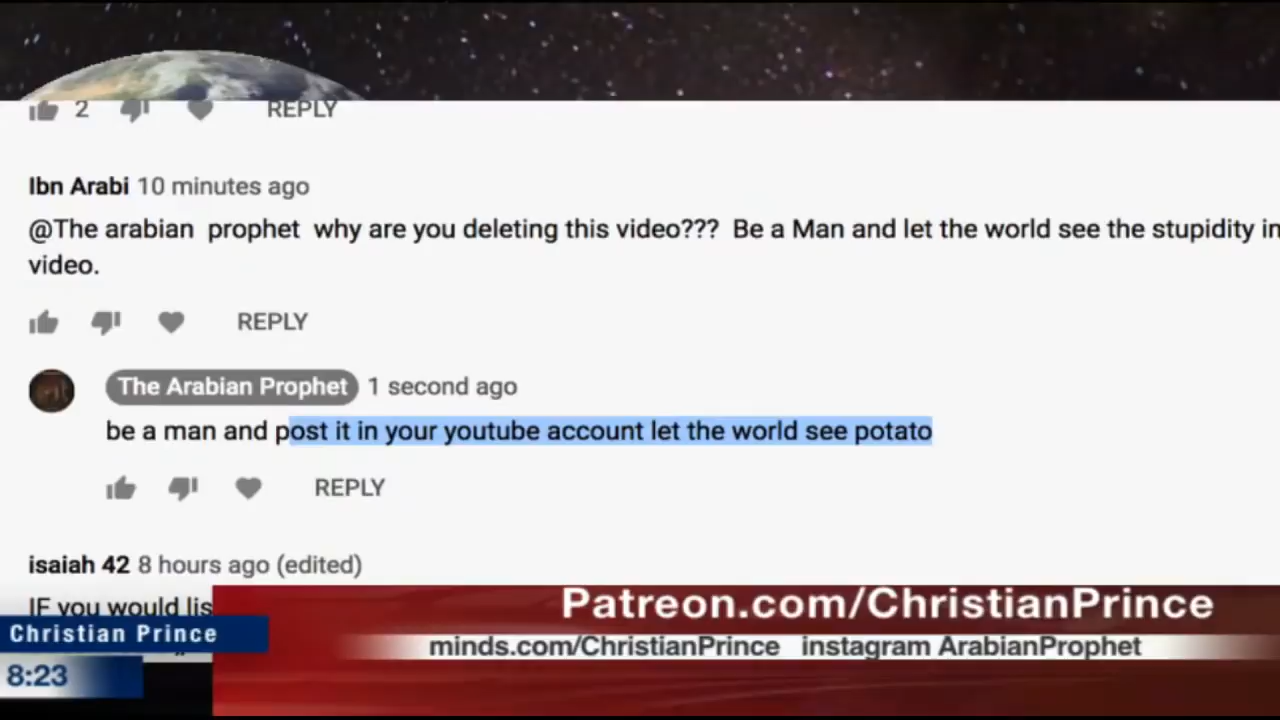 2 REPLY
Ibn Arabi 10 minutes ago
@The arabian prophet why are you deleting this video??? Be a Man and let the world see the stupidity in
video.
REPLY
The Arabian Prophet 1 second ago
be a man and post it in your youtube account let the world see potato
REPLY
isaiah 42 8 hours ago (edited)
IF you would lis
Patreon.com/ChristianPrince
Christian Prince
minds.com/ChristianPrince instagram ArabianProphet
8:23